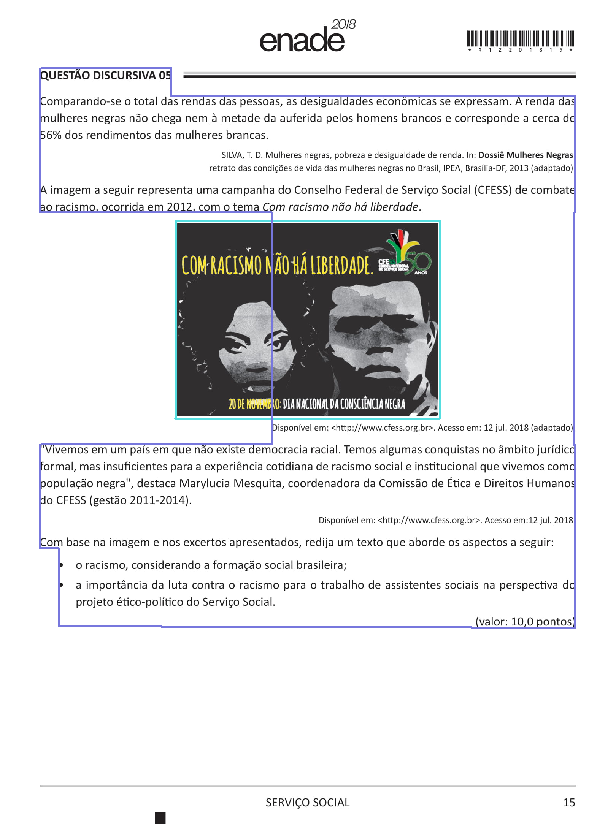 enade2018
*R1220181 5*
QUESTÃO DISCURSIVA 05
Comparando-se o total das rendas das pessoas, as desigualdades econômicas se expressam. A renda das
mulheres negras não chega nem à metade da auferida pelos homens brancos e corresponde a cerca de
56% dos rendimentos das mulheres brancas.
SILVA, T. D. Mulheres negras, pobreza e desigualdade de renda. In: Dossiê Mulheres Negras:
retrato das condições de vida das mulheres negras no Brasil, IPEA, Brasília-DF, 2013 (adaptado).
A imagem a seguir representa uma campanha do Conselho Federal de Serviço Social (CFESS) de combate
ao racismo, ocorrida em 2012, com o tema Com racismo não há liberdade.
COM RACISMO NÃO HÁ LIBERDADE.
50
ANOS
20 DE NOVEMBRO: DIA NACIONAL DA CONSCIÊNCIA NEGRA
Disponível em: <http://www.cfess.org.br>. Acesso em: 12 jul. 2018 (adaptado).
"Vivemos em um país em que não existe democracia racial. Temos algumas conquistas no âmbito jurídico
formal, mas insuficientes para a experiência cotidiana de racismo social e institucional que vivemos como
população negra", destaca Marylucia Mesquita, coordenadora da Comissão de Ética e Direitos Humanos
do CFESS (gestão 2011-2014).
Disponível em: <http://www.cfess.org.br>. Acesso em:12 jul. 2018.
Com base na imagem e nos excertos apresentados, redija um texto que aborde os aspectos a seguir:
• o racismo, considerando a formação social brasileira;
• a importância da luta contra o racismo para o trabalho de assistentes sociais na perspectiva do
projeto ético-político do Serviço Social.
(valor: 10,0 pontos)
SERVIÇO SOCIAL
15